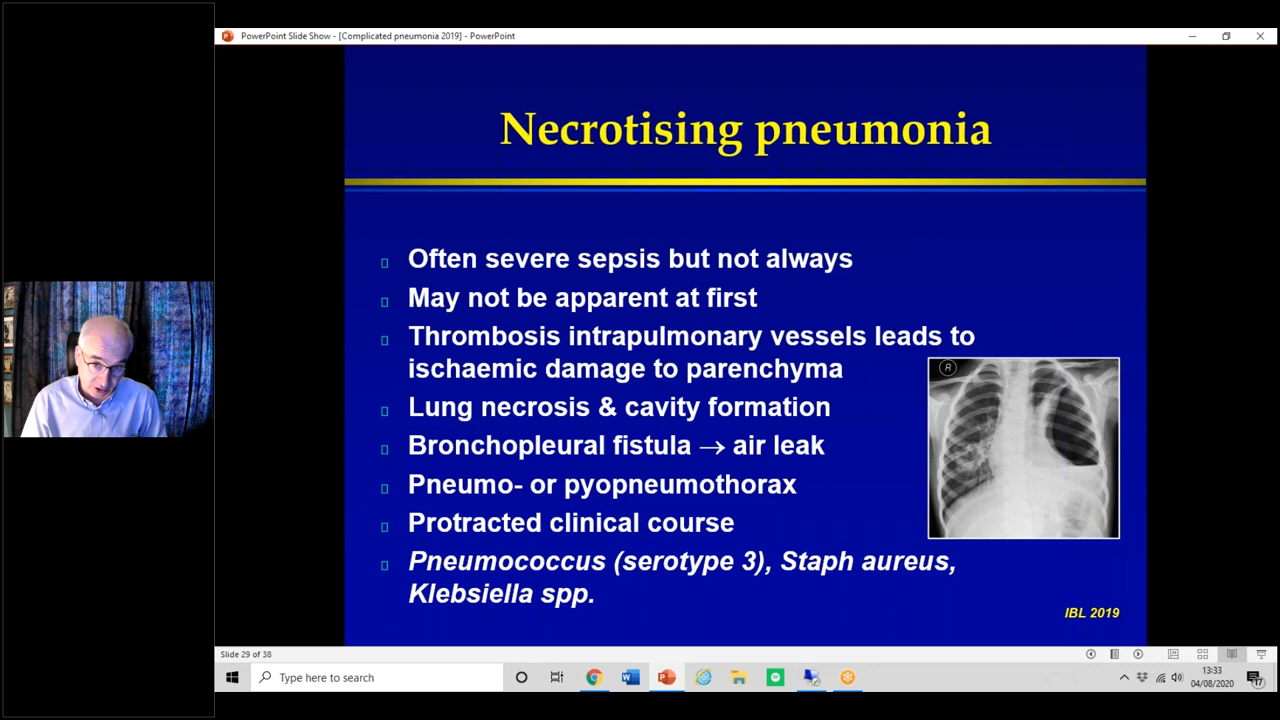 PowerPoint Slide Show - [Complicated pneumonia 2019] - PowerPoint
Necrotising pneumonia
Often severe sepsis but not always
May not be apparent at first
Thrombosis intrapulmonary vessels leads to
ischaemic damage to parenchyma
Lung necrosis & cavity formation
Bronchopleural fistula → air leak
Pneumo- or pyopneumothorax
Protracted clinical course
Pneumococcus (serotype 3), Staph aureus,
Klebsiella spp.
R
IBL 2019
Slide 29 of 38
Type here to search
13:33
04/08/2020
17